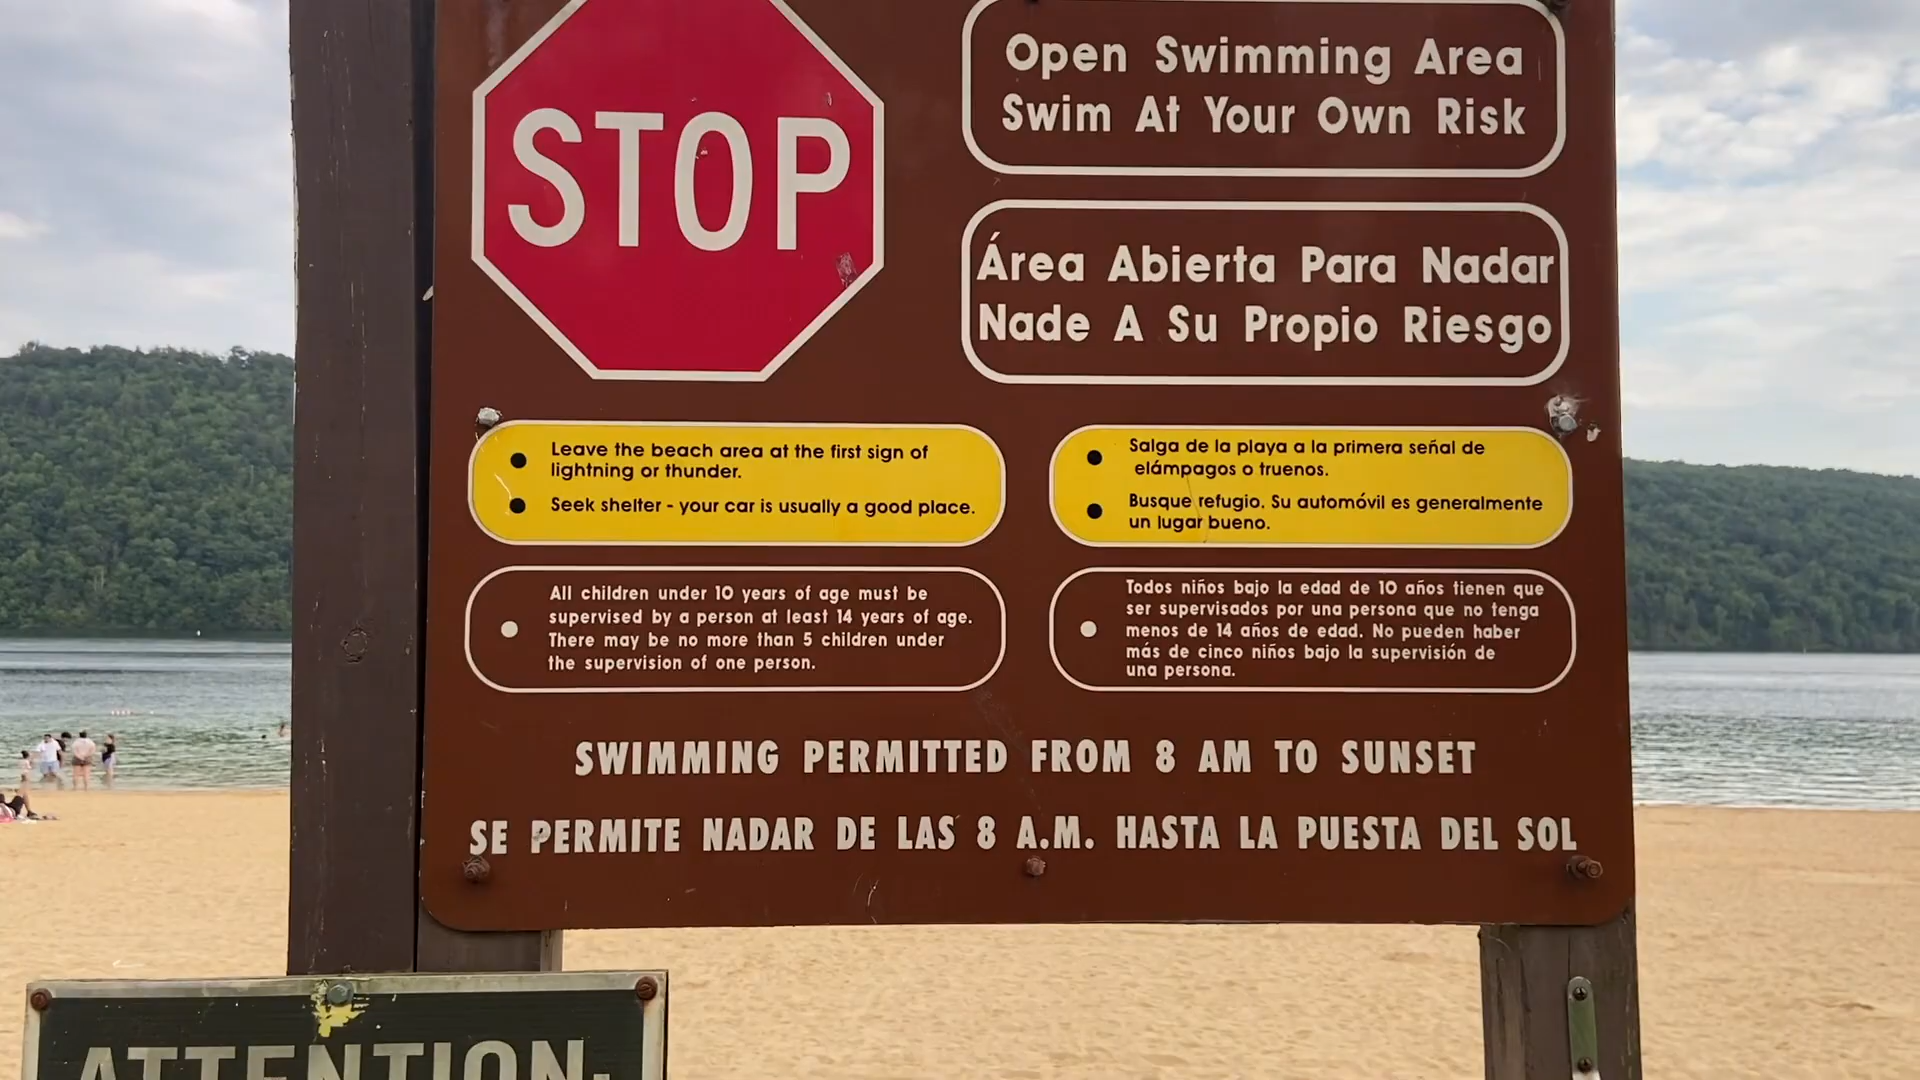 STOP
Open Swimming Area
Swim At Your Own Risk
Área Abierta Para Nadar
Nade A Su Propio Riesgo
Leave the beach area at the first sign of
lightning or thunder.
Seek shelter - your car is usually a good place.
Salga de la playa a la primera señal de
elámpagos o truenos.
Busque refugio. Su automóvil es generalmente
un lugar bueno.
All children under 10 years of age must be
supervised by a person at least 14 years of age.
There may be no more than 5 children under
the supervision of one person.
Todos niños bajo la edad de 10 años tienen que
ser supervisados por una persona que no tenga
menos de 14 años de edad. No pueden haber
más de cinco niños bajo la supervisión de
una persona.
SWIMMING PERMITTED FROM 8 AM TO SUNSET
SE PERMITE NADAR DE LAS 8 A.M. HASTA LA PUESTA DEL SOL
ATTENTION: